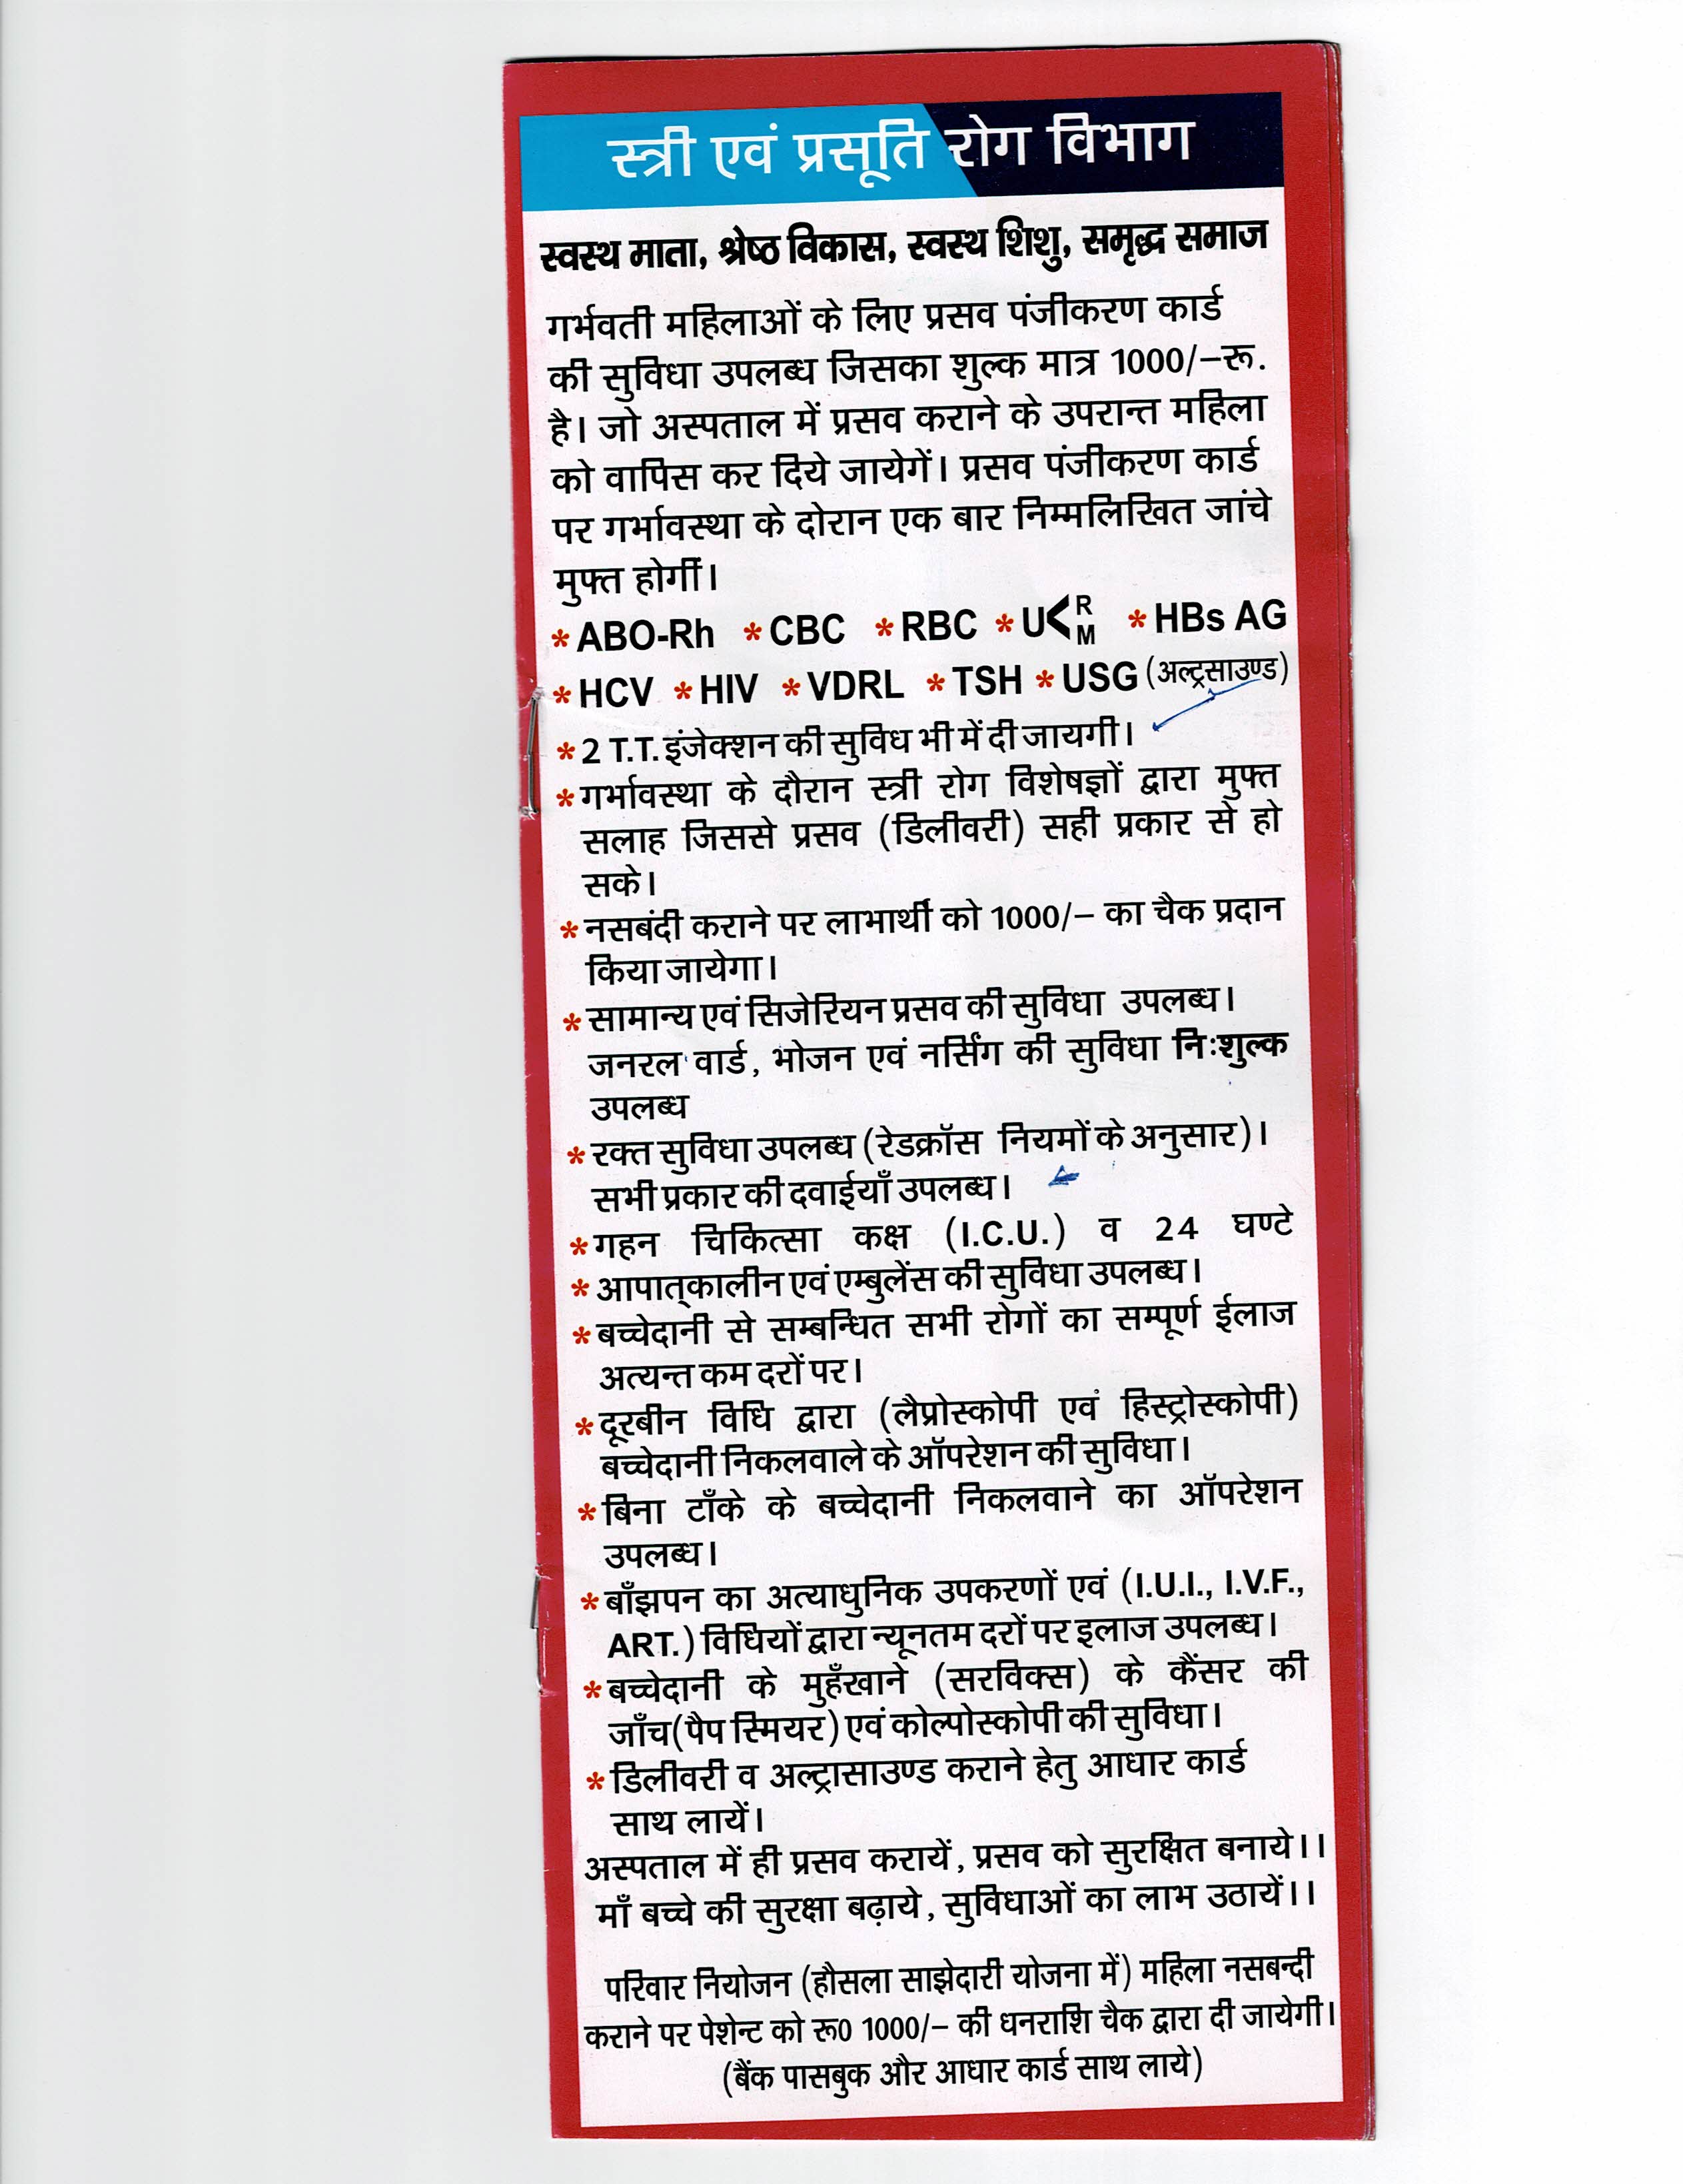 स्त्री एवं प्रसूति रोग विभाग
स्वस्थ माता, श्रेष्ठ विकास, स्वस्थ शिशु, समृद्ध समाज
गर्भवती महिलाओं के लिए प्रसव पंजीकरण कार्ड
की सुविधा उपलब्ध जिसका शुल्क मात्र 1000/–रू.
है। जो अस्पताल में प्रसव कराने के उपरान्त महिला
को वापिस कर दिये जायेगें। प्रसव पंजीकरण कार्ड
पर गर्भावस्था के दोरान एक बार निम्मलिखित जांचे
मुफ्त होगीं।
* ABO-Rh * CBC * RBC * U< R M * HBs AG
* HCV * HIV * VDRL * TSH * USG (अल्ट्रसाउण्ड)
* 2 T.T. इंजेक्शन की सुविध भी में दी जायगी।
* गर्भावस्था के दौरान स्त्री रोग विशेषज्ञों द्वारा मुफ्त
सलाह जिससे प्रसव (डिलीवरी) सही प्रकार से हो
सके।
* नसबंदी कराने पर लाभार्थी को 1000/– का चैक प्रदान
किया जायेगा।
* सामान्य एवं सिजेरियन प्रसव की सुविधा उपलब्ध।
जनरल वार्ड, भोजन एवं नर्सिंग की सुविधा निःशुल्क
उपलब्ध
* रक्त सुविधा उपलब्ध (रेडक्रॉस नियमों के अनुसार)।
सभी प्रकार की दवाईयाँ उपलब्ध।
* गहन चिकित्सा कक्ष (I.C.U.) व 24 घण्टे
* आपात्कालीन एवं एम्बुलेंस की सुविधा उपलब्ध।
* बच्चेदानी से सम्बन्धित सभी रोगों का सम्पूर्ण ईलाज
अत्यन्त कम दरों पर।
* दूरबीन विधि द्वारा (लैप्रोस्कोपी एवं हिस्ट्रोस्कोपी)
बच्चेदानी निकलवाले के ऑपरेशन की सुविधा।
* बिना टाँके के बच्चेदानी निकलवाने का ऑपरेशन
उपलब्ध।
* बाँझपन का अत्याधुनिक उपकरणों एवं (I.U.I., I.V.F.,
ART.) विधियों द्वारा न्यूनतम दरों पर इलाज उपलब्ध।
* बच्चेदानी के मुहँखाने (सरविक्स) के कैंसर की
जाँच (पैप स्मियर) एवं कोल्पोस्कोपी की सुविधा।
* डिलीवरी व अल्ट्रासाउण्ड कराने हेतु आधार कार्ड
साथ लायें।
अस्पताल में ही प्रसव करायें, प्रसव को सुरक्षित बनाये।।
माँ बच्चे की सुरक्षा बढ़ाये, सुविधाओं का लाभ उठायें।।
परिवार नियोजन (हौसला साझेदारी योजना में) महिला नसबन्दी
कराने पर पेशेन्ट को रू0 1000/– की धनराशि चैक द्वारा दी जायेगी।
(बैंक पासबुक और आधार कार्ड साथ लाये)